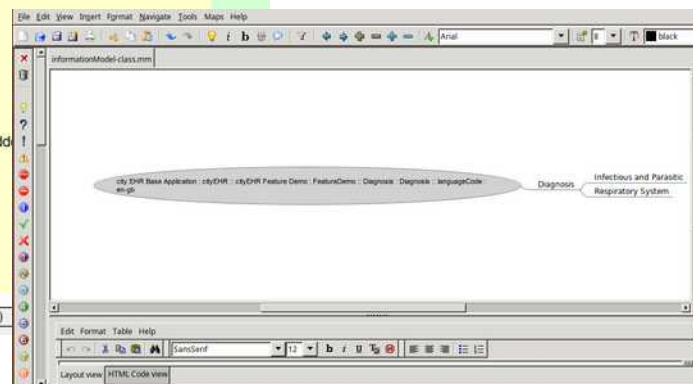 File Edit View Insert Format Navigate Tools Maps Help
Arial
8
black
informationModel-class.mm
city EHR Base Application : cityEHR :: cityEHR Feature Demo : FeatureDemo :: Diagnosis : Diagnosis :: languageCode :
en-gb
Diagnosis
Infectious and Parasitic
Respiratory System
Edit Format Table Help
SansSerif
12
b i U
Layout view HTML Code view